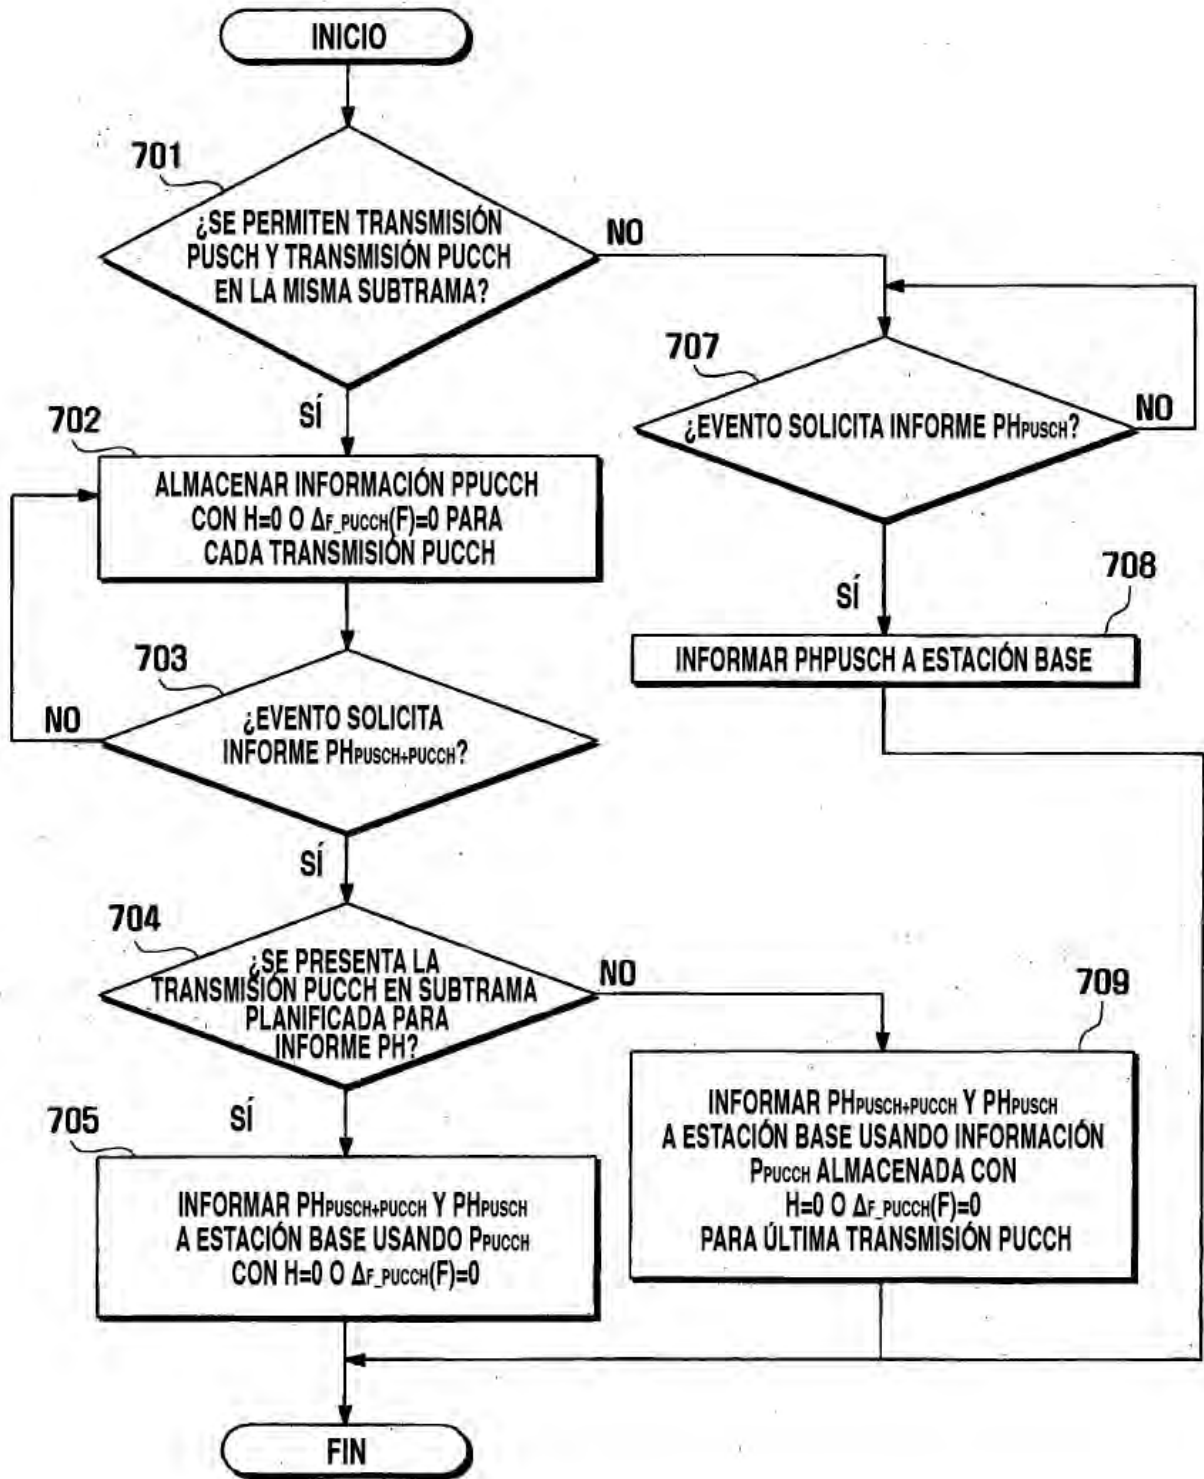 INICIO
701
¿SE PERMITEN TRANSMISIÓN
PUSCH Y TRANSMISIÓN PUCCH
EN LA MISMA SUBTRAMA?
NO
SÍ
707
¿EVENTO SOLICITA INFORME PHPUSCH?
NO
SÍ
702
ALMACENAR INFORMACIÓN PPUCCH
CON H=0 O ΔF_PUCCH(F)=0 PARA
CADA TRANSMISIÓN PUCCH
708
INFORMAR PHPUSCH A ESTACIÓN BASE
703
¿EVENTO SOLICITA
INFORME PHPUSCH+PUCCH?
NO
SÍ
704
¿SE PRESENTA LA
TRANSMISIÓN PUCCH EN SUBTRAMA
PLANIFICADA PARA
INFORME PH?
NO
SÍ
709
INFORMAR PHPUSCH+PUCCH Y PHPUSCH
A ESTACIÓN BASE USANDO INFORMACIÓN
PPUCCH ALMACENADA CON
H=0 O ΔF_PUCCH(F)=0
PARA ÚLTIMA TRANSMISIÓN PUCCH
705
INFORMAR PHPUSCH+PUCCH Y PHPUSCH
A ESTACIÓN BASE USANDO PPUCCH
CON H=0 O ΔF_PUCCH(F)=0
FIN